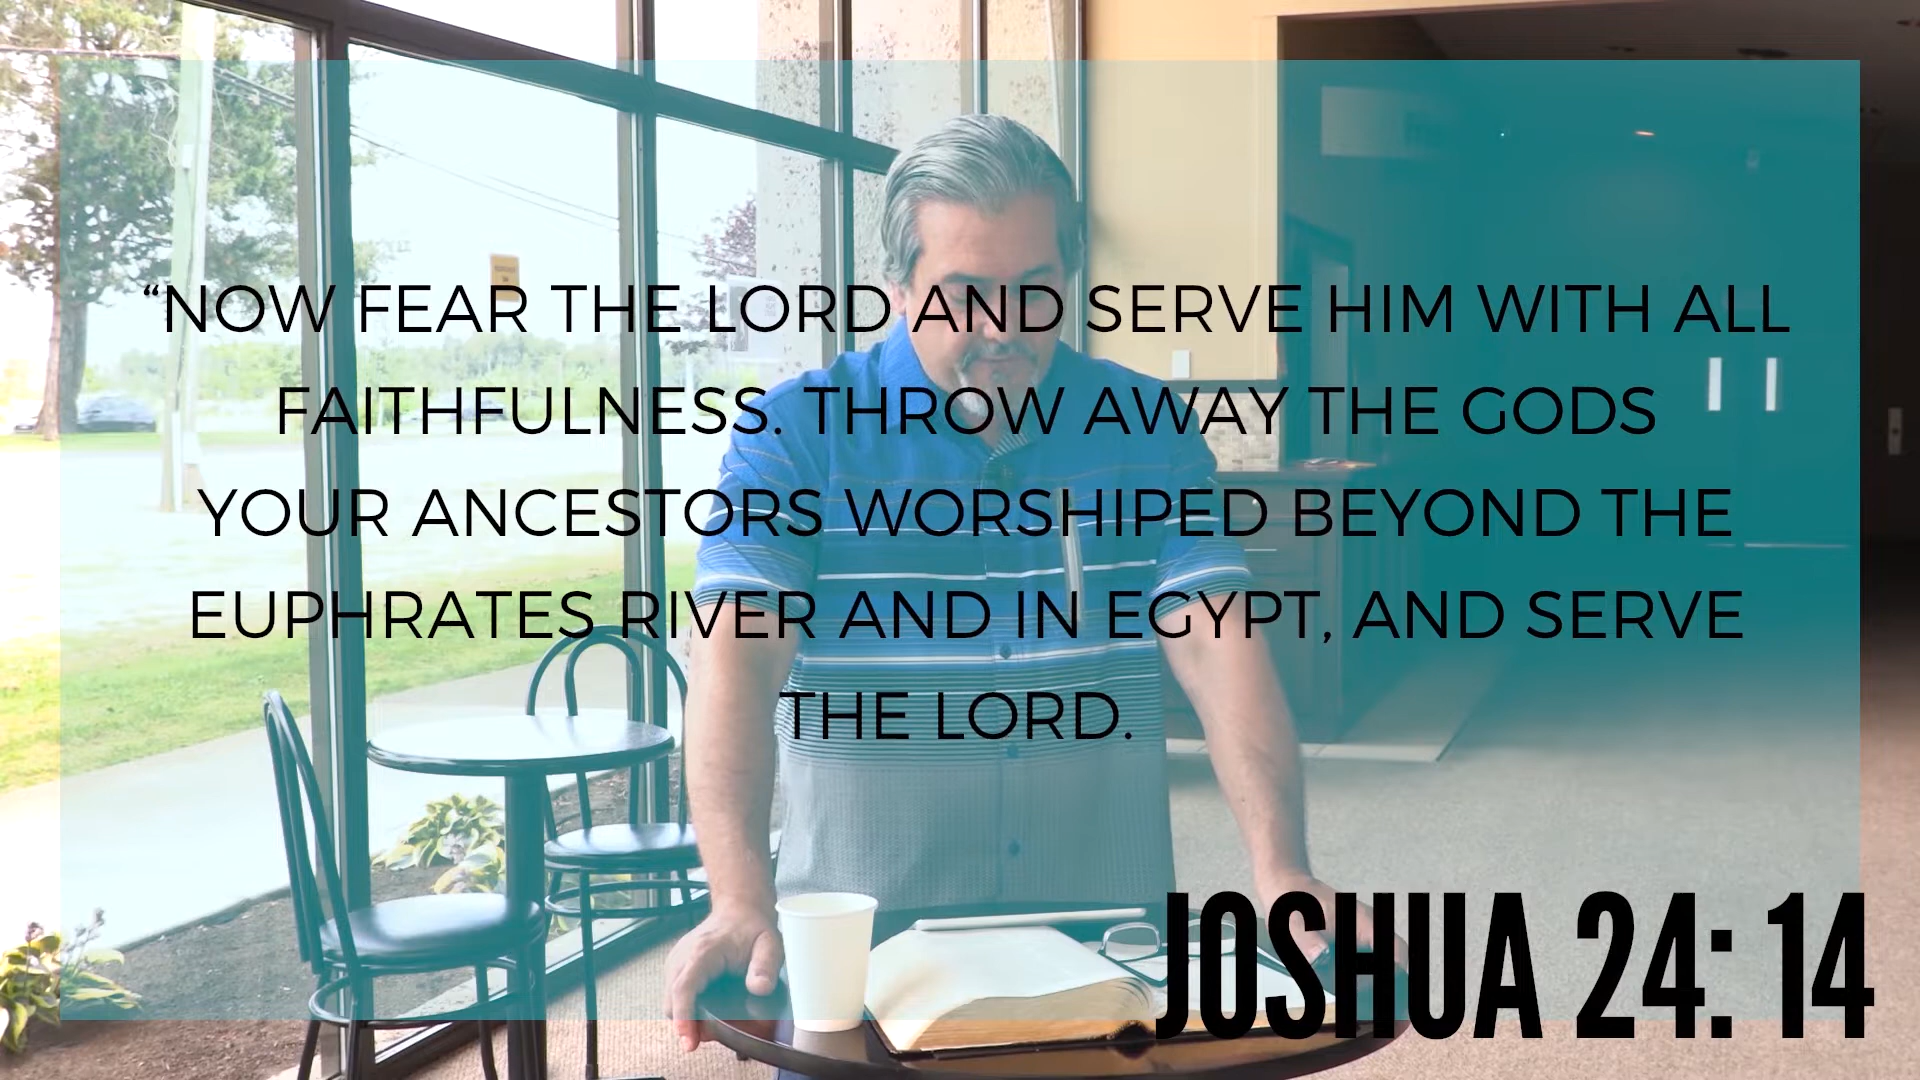 “NOW FEAR THE LORD AND SERVE HIM WITH ALL
FAITHFULNESS. THROW AWAY THE GODS
YOUR ANCESTORS WORSHIPED BEYOND THE
EUPHRATES RIVER AND IN EGYPT, AND SERVE
THE LORD.
JOSHUA 24: 14